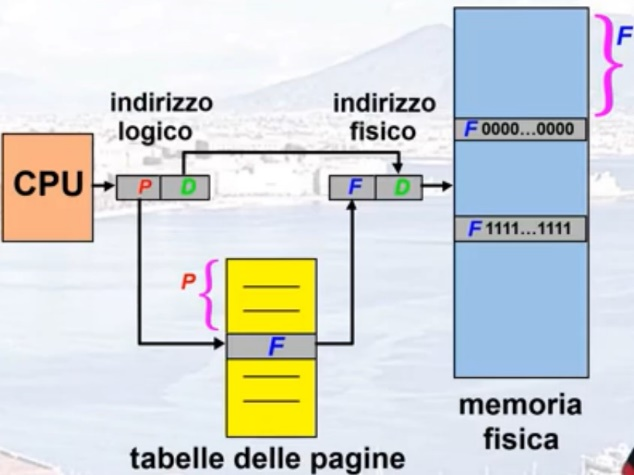 F
indirizzo
logico
indirizzo
fisico
F 0000...0000
CPU
P D
F D
F 1111...1111
P
F
memoria
fisica
tabelle delle pagine